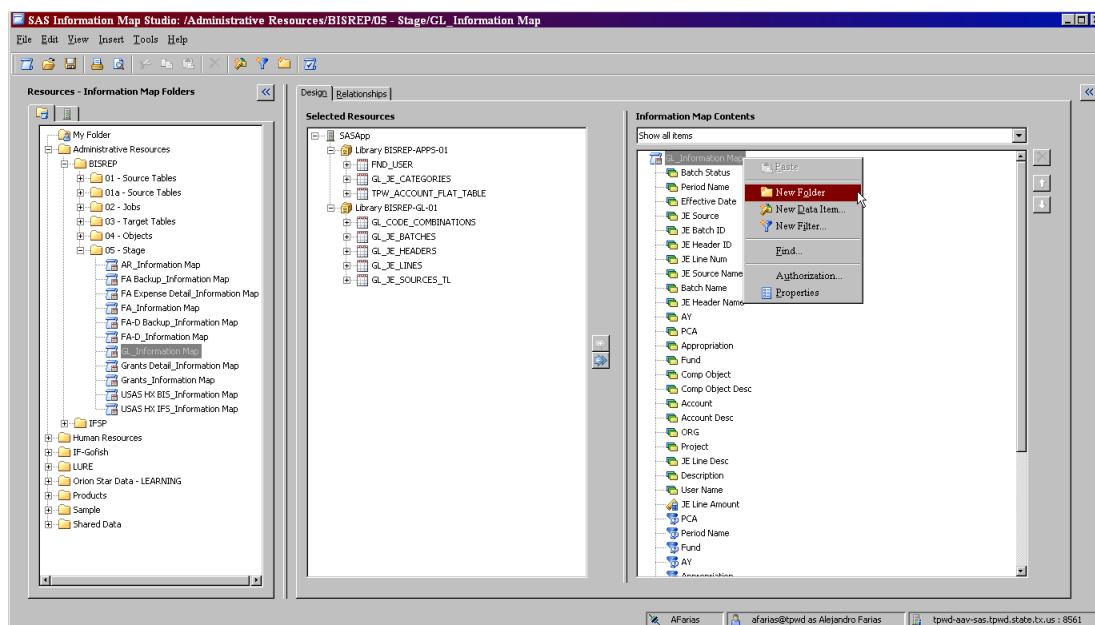 SAS Information Map Studio: /Administrative Resources/BISREP/05 - Stage/GL_Information Map
File Edit View Insert Tools Help
Resources - Information Map Folders
My Folder
Administrative Resources
BISREP
01 - Source Tables
01a - Source Tables
02 - Jobs
03 - Target Tables
04 - Objects
05 - Stage
AR_Information Map
FA Backup_Information Map
FA Expense Detail_Information Map
FA_Information Map
FA-D Backup_Information Map
FA-D_Information Map
GL_Information Map
Grants Detail_Information Map
Grants_Information Map
USAS HX BIS_Information Map
USAS HX IFS_Information Map
IFSP
Human Resources
IF-Gofish
LURE
Orion Star Data - LEARNING
Products
Sample
Shared Data
Design Relationships
Selected Resources
SASApp
Library BISREP-APPS-01
FND_USER
GL_JE_CATEGORIES
TPW_ACCOUNT_FLAT_TABLE
Library BISREP-GL-01
GL_CODE_COMBINATIONS
GL_JE_BATCHES
GL_JE_HEADERS
GL_JE_LINES
GL_JE_SOURCES_TL
Information Map Contents
Show all items
GL_Information Map
Batch Status
Period Name
Effective Date
JE Source
JE Batch ID
JE Header ID
JE Line Num
JE Source Name
Batch Name
JE Header Name
AY
PCA
Appropriation
Fund
Comp Object
Comp Object Desc
Account
Account Desc
ORG
Project
JE Line Desc
Description
User Name
JE Line Amount
PCA
Period Name
Fund
AY
Appropriation
Paste
New Folder
New Data Item...
New Filter...
Find...
Authorization...
Properties
AFarias
afarias@tpwd as Alejandro Farias
tpwd-aav-sas.tpwd.state.tx.us : 8561